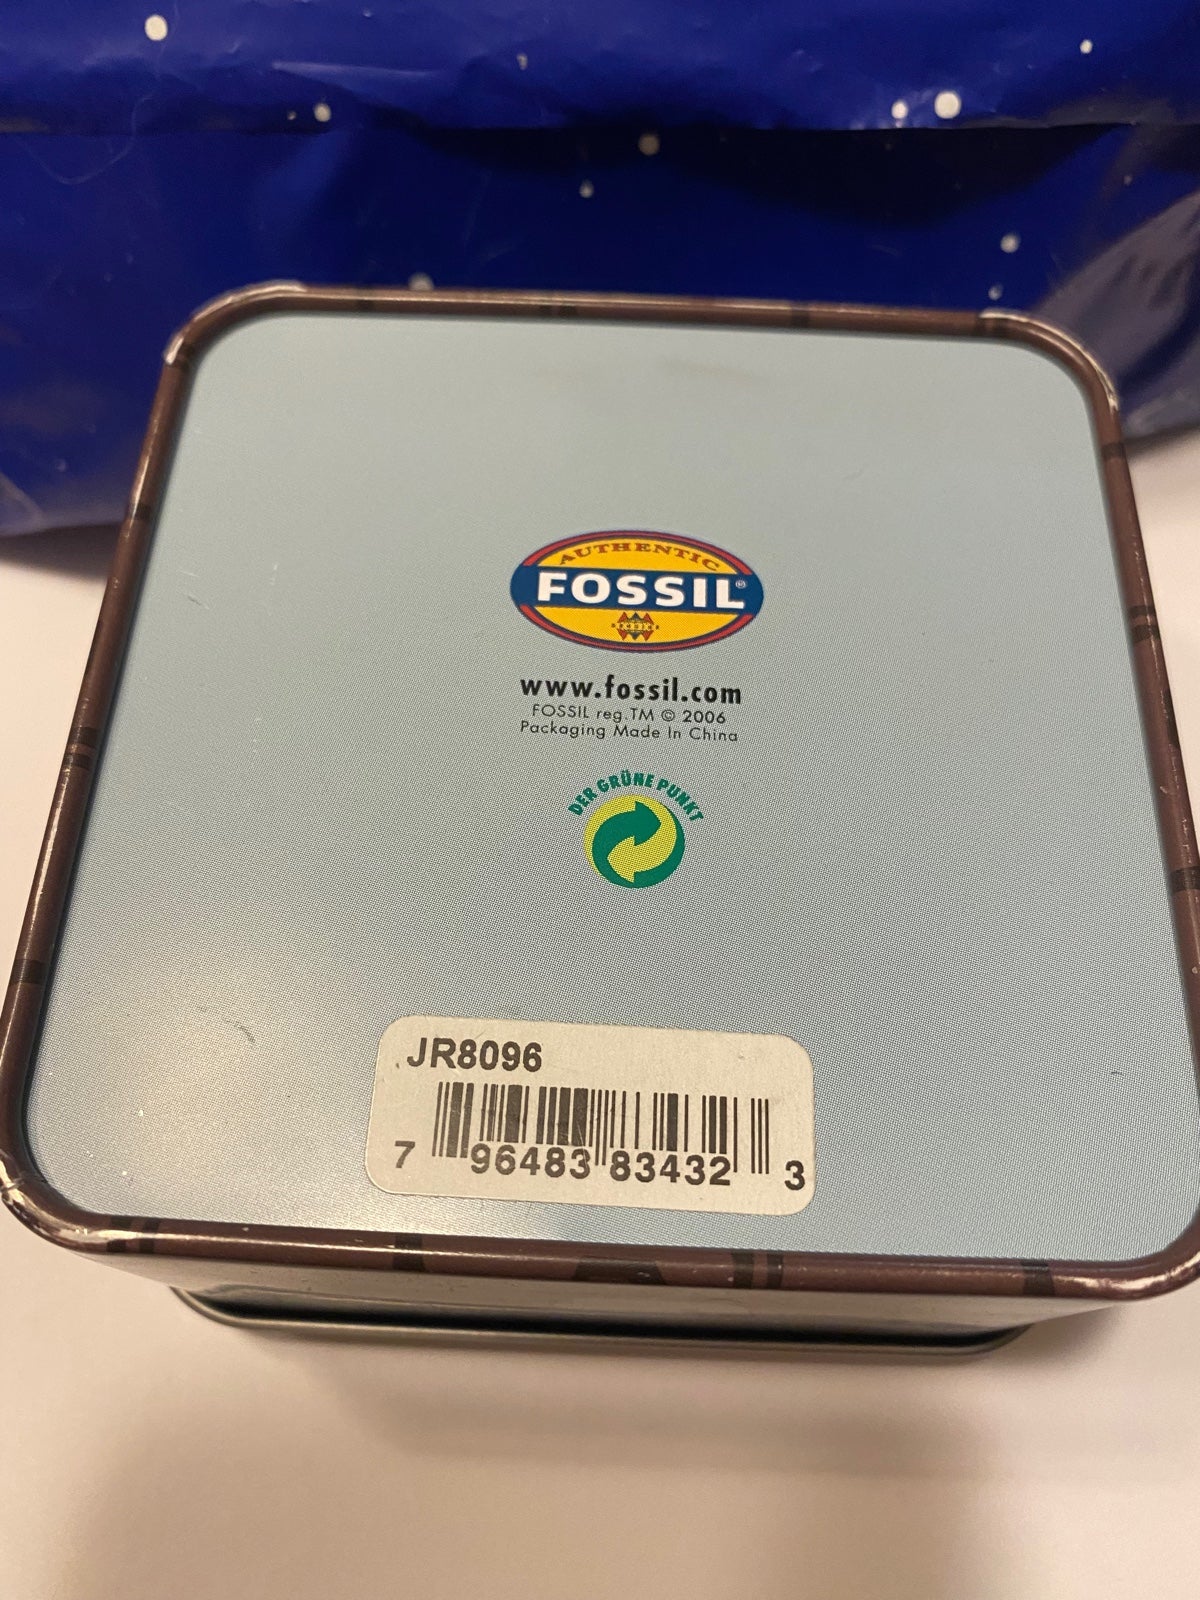 AUTHENTIC
FOSSIL®
www.fossil.com
FOSSIL reg.TM © 2006
Packaging Made In China
DER GRÜNE PUNKT
JR8096
7 96483 83432 3